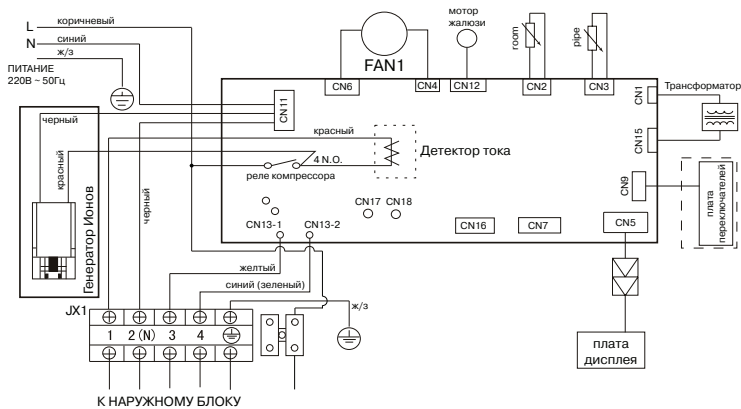 L
коричневый
N
синий
ж/з
ПИТАНИЕ
220В ~ 50Гц
мотор
жалюзи
FAN1
room
pipe
CN6
CN4
CN12
CN2
CN3
CN1
Трансформатор
CN11
черный
красный
CN15
красный
Детектор тока
4 N.O.
реле компрессора
CN9
плата
переключателей
Генератор Ионов
черный
CN17
CN18
CN13-1
CN13-2
CN16
CN7
CN5
желтый
синий (зеленый)
JX1
ж/з
1
2 (N)
3
4
плата
дисплея
К НАРУЖНОМУ БЛОКУ